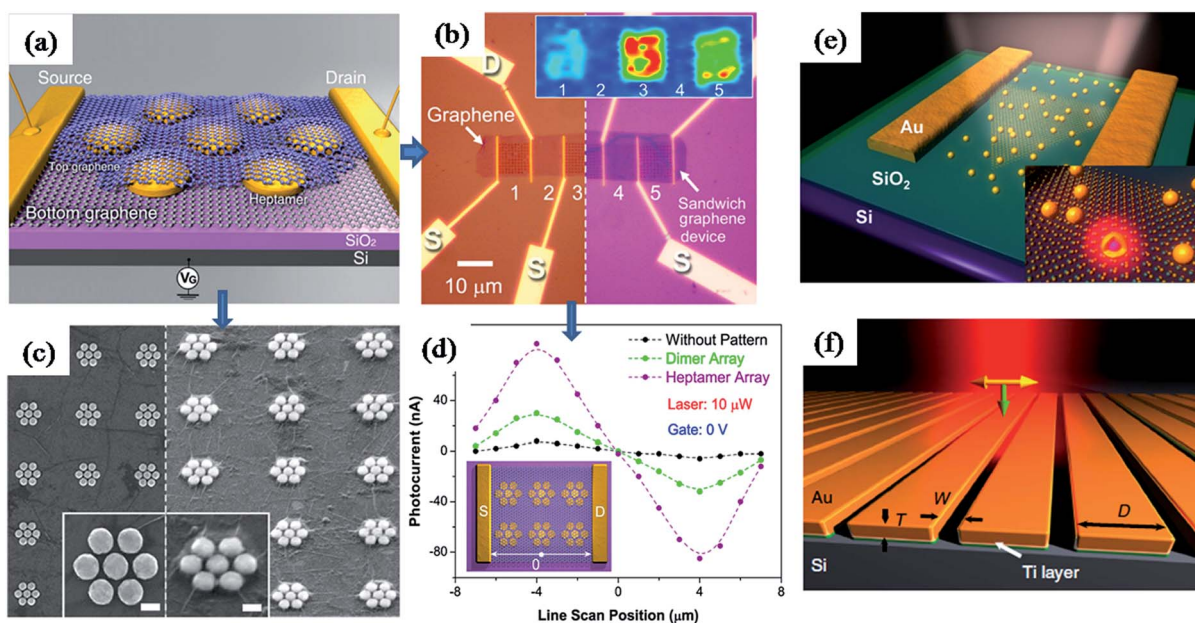 (a)
Source
Drain
Top graphene
Heptamer
Bottom graphene
SiO₂
Si
VG
(b)
D
1 2 3 4 5
Graphene
1 2 3 4 5
Sandwich
graphene
device
S
S
S
10 μm
(e)
Au
SiO₂
Si
(c)
(d)
Without Pattern
Dimer Array
Heptamer Array
Laser: 10 μW
Gate: 0 V
Photocurrent (nA)
40
0
-40
-80
S
D
0
-8
-4
0
4
8
Line Scan Position (μm)
(f)
Au
T
W
D
Si
Ti layer